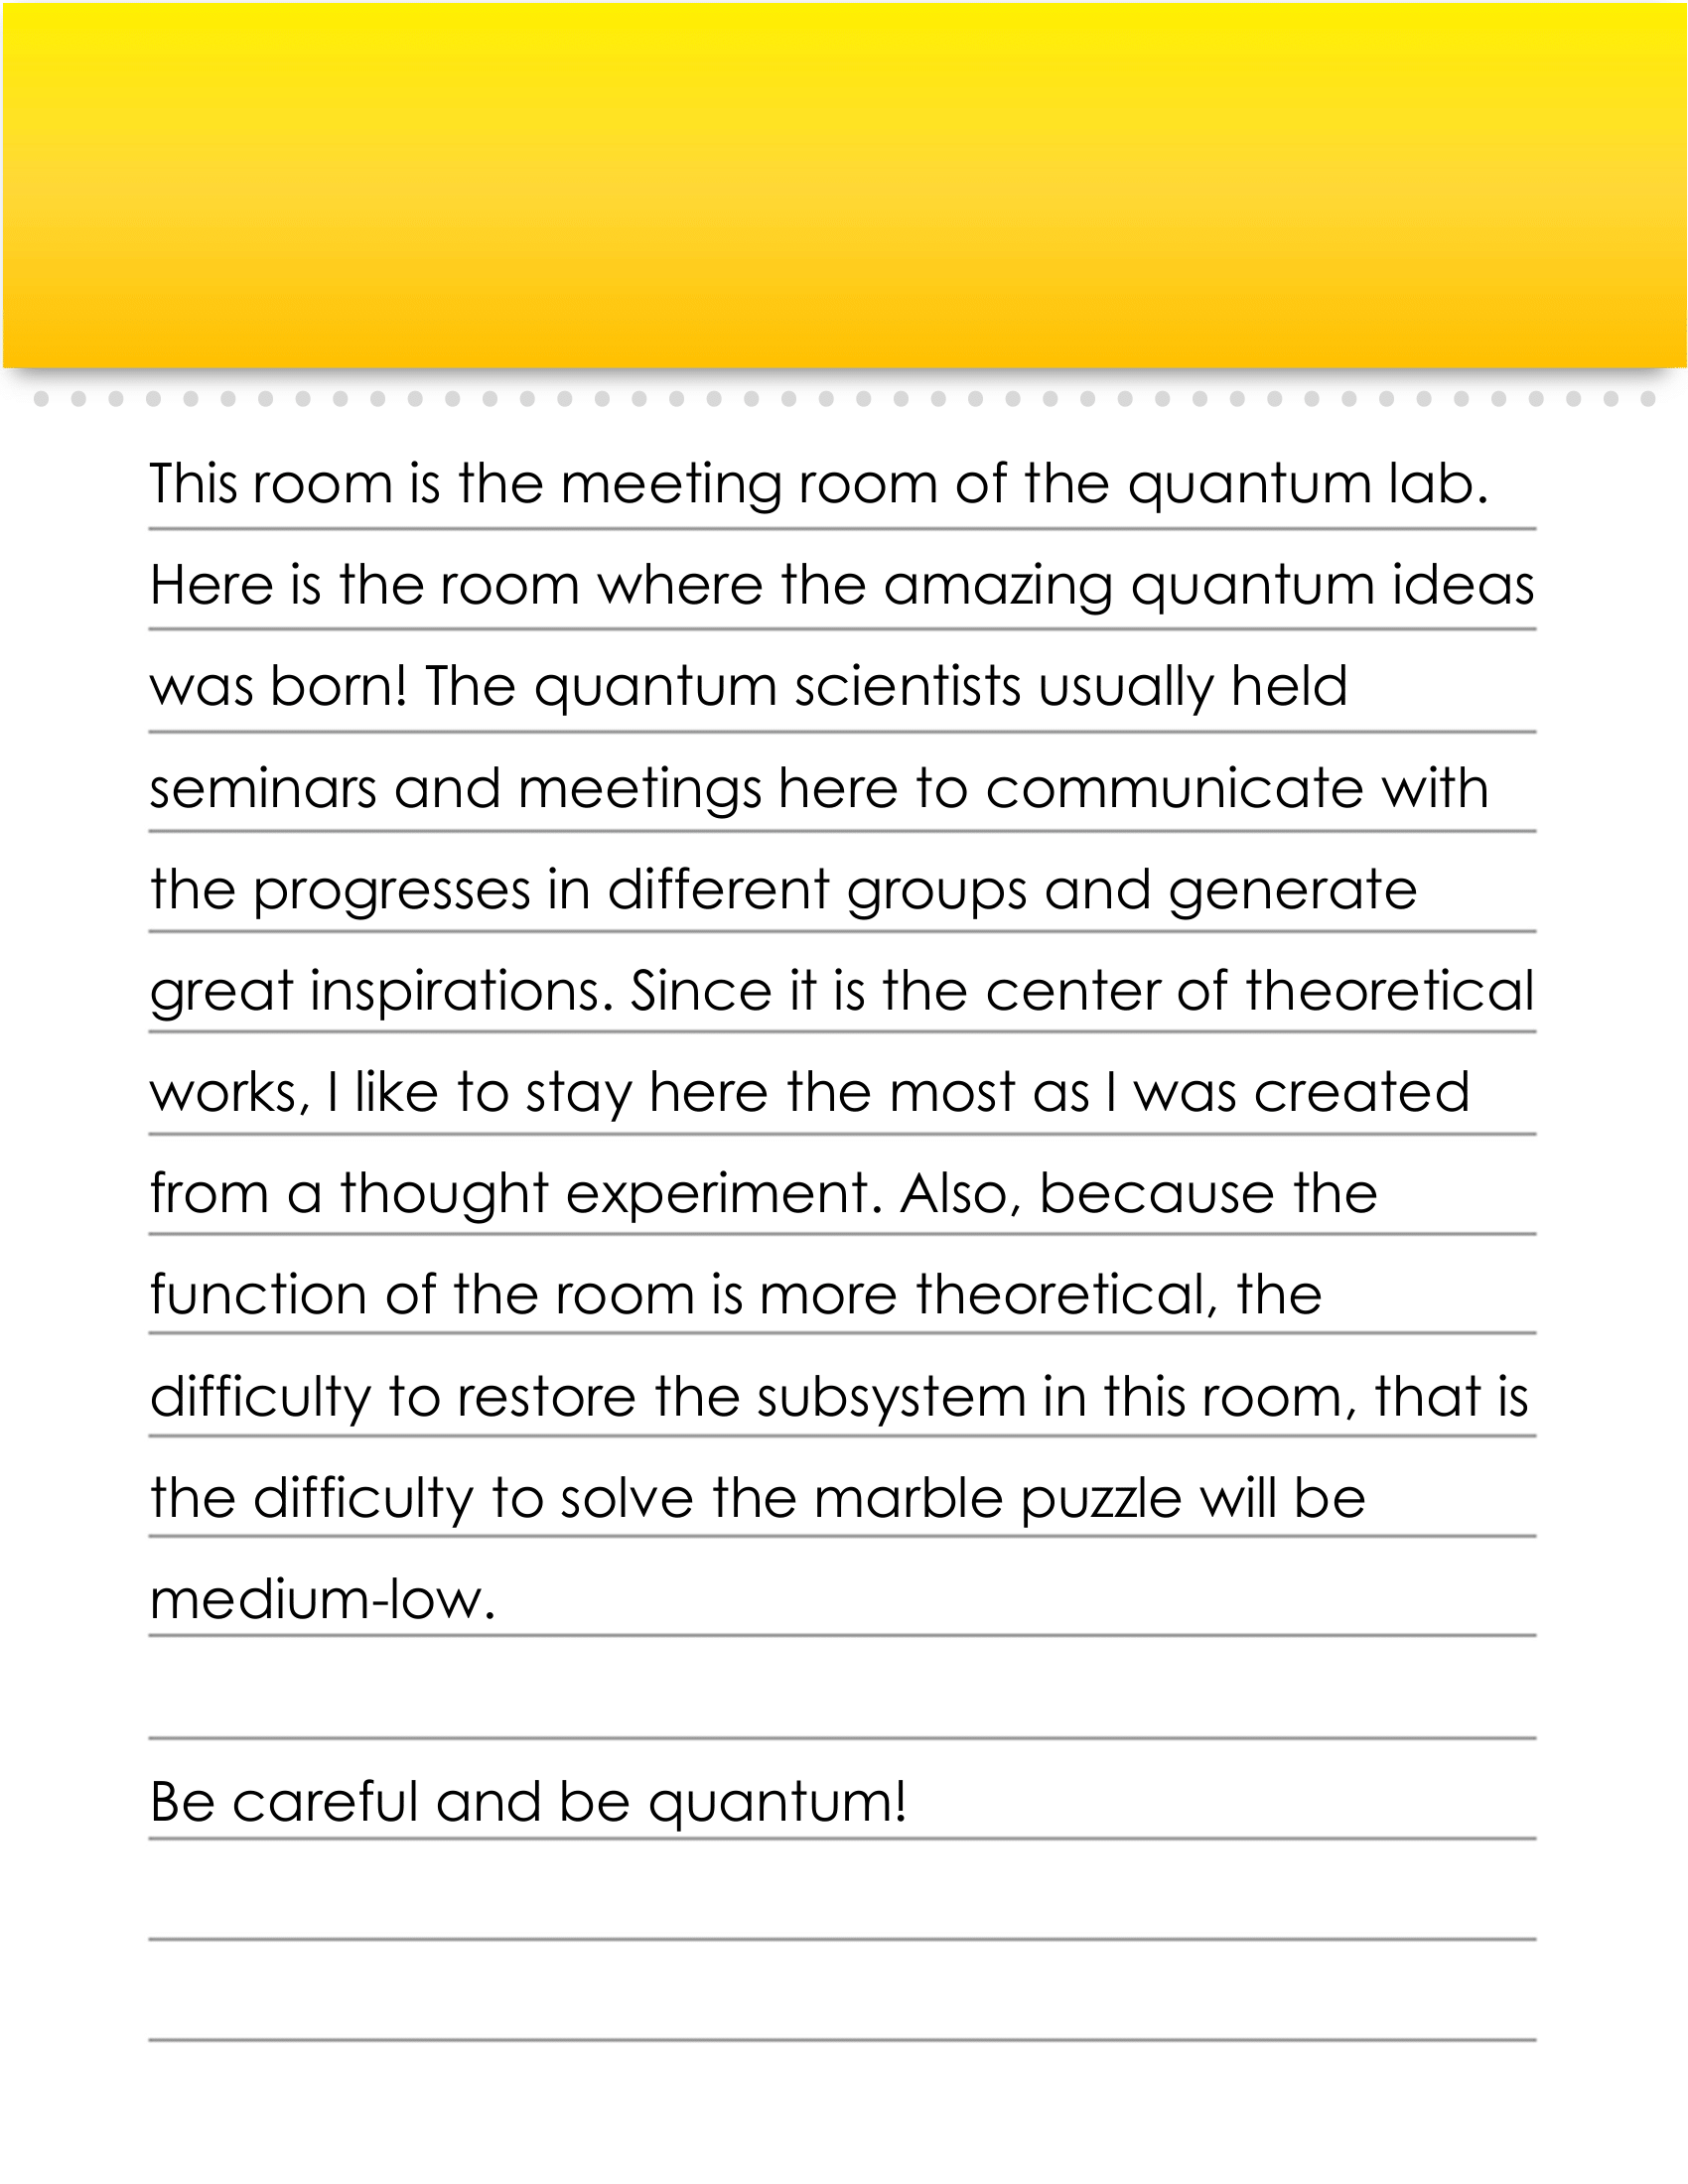 This room is the meeting room of the quantum lab.
Here is the room where the amazing quantum ideas
was born! The quantum scientists usually held
seminars and meetings here to communicate with
the progresses in different groups and generate
great inspirations. Since it is the center of theoretical
works, I like to stay here the most as I was created
from a thought experiment. Also, because the
function of the room is more theoretical, the
difficulty to restore the subsystem in this room, that is
the difficulty to solve the marble puzzle will be
medium-low.
Be careful and be quantum!